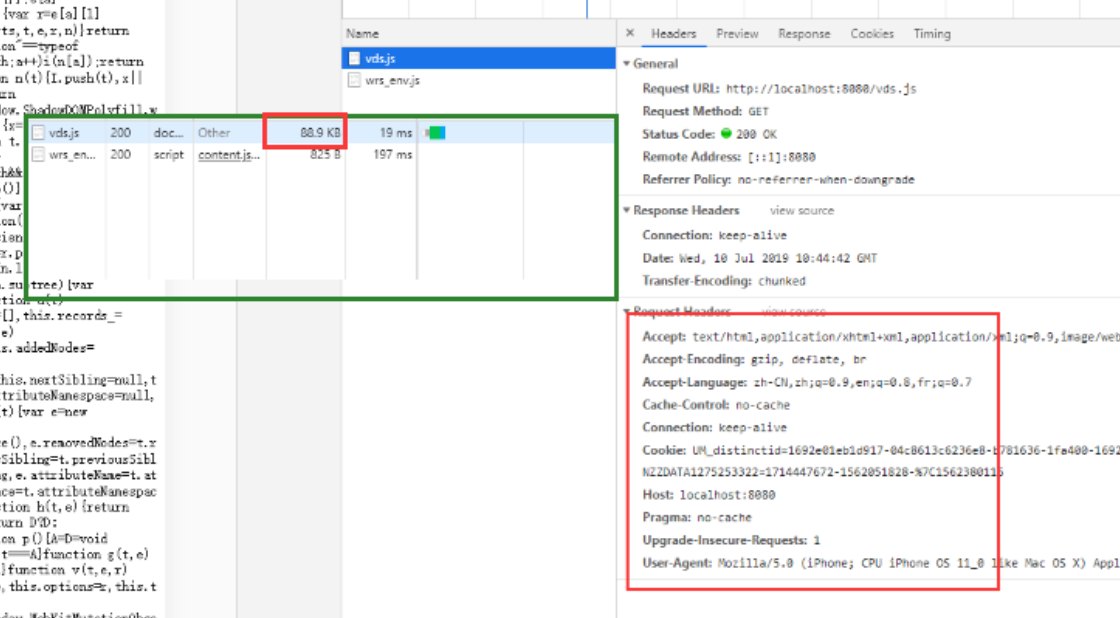 {var r=e[a][1]
ts,t,e,r,n)}return
on"==typeof
h;a++)i(n[a]);return
n n(t){I.push(t),x||
rn
ow.ShadowDOMPolyfill.w
{x=
n t.
h&&
()]
{var
ion(
ien
r.p
n.l
.subtree)[var
ction d(t)
=[],this.records_=
e)
s.addedNodes=
his.nextSibling=null,t
tributeNamespace=null,
(t)[var e=new
ce(),e.removedNodes=t.r
Sibling=t.previousSibl
ng,e.attributeName=t.at
ce=t.attributeNamespac
ction h(t,e){return
urn D?D:
on p()[A=D=void
t===A}function g(t,e)
}function v(t,e,r)
,this.options=r,this.t
Name
vds.js
wrs_env.js
vds.js 200 doc... Other 88.9 KB 19 ms
wrs_en... 200 script content.js... 825 B 197 ms
× Headers Preview Response Cookies Timing
▼ General
Request URL: http://localhost:8080/vds.js
Request Method: GET
Status Code: 200 OK
Remote Address: [::1]:8080
Referrer Policy: no-referrer-when-downgrade
▼ Response Headers view source
Connection: keep-alive
Date: Wed, 10 Jul 2019 10:44:42 GMT
Transfer-Encoding: chunked
▼ Request Headers view source
Accept: text/html,application/xhtml+xml,application/xml;q=0.9,image/web
Accept-Encoding: gzip, deflate, br
Accept-Language: zh-CN,zh;q=0.9,en;q=0.8,fr;q=0.7
Cache-Control: no-cache
Connection: keep-alive
Cookie: UM_distinctid=1692e01eb1d917-04c8613c6236e8-b781636-1fa400-1692
NZZDATA1275253322=1714447672-1562051828-%7C1562380116
Host: localhost:8080
Pragma: no-cache
Upgrade-Insecure-Requests: 1
User-Agent: Mozilla/5.0 (iPhone; CPU iPhone OS 11_0 like Mac OS X) Appl